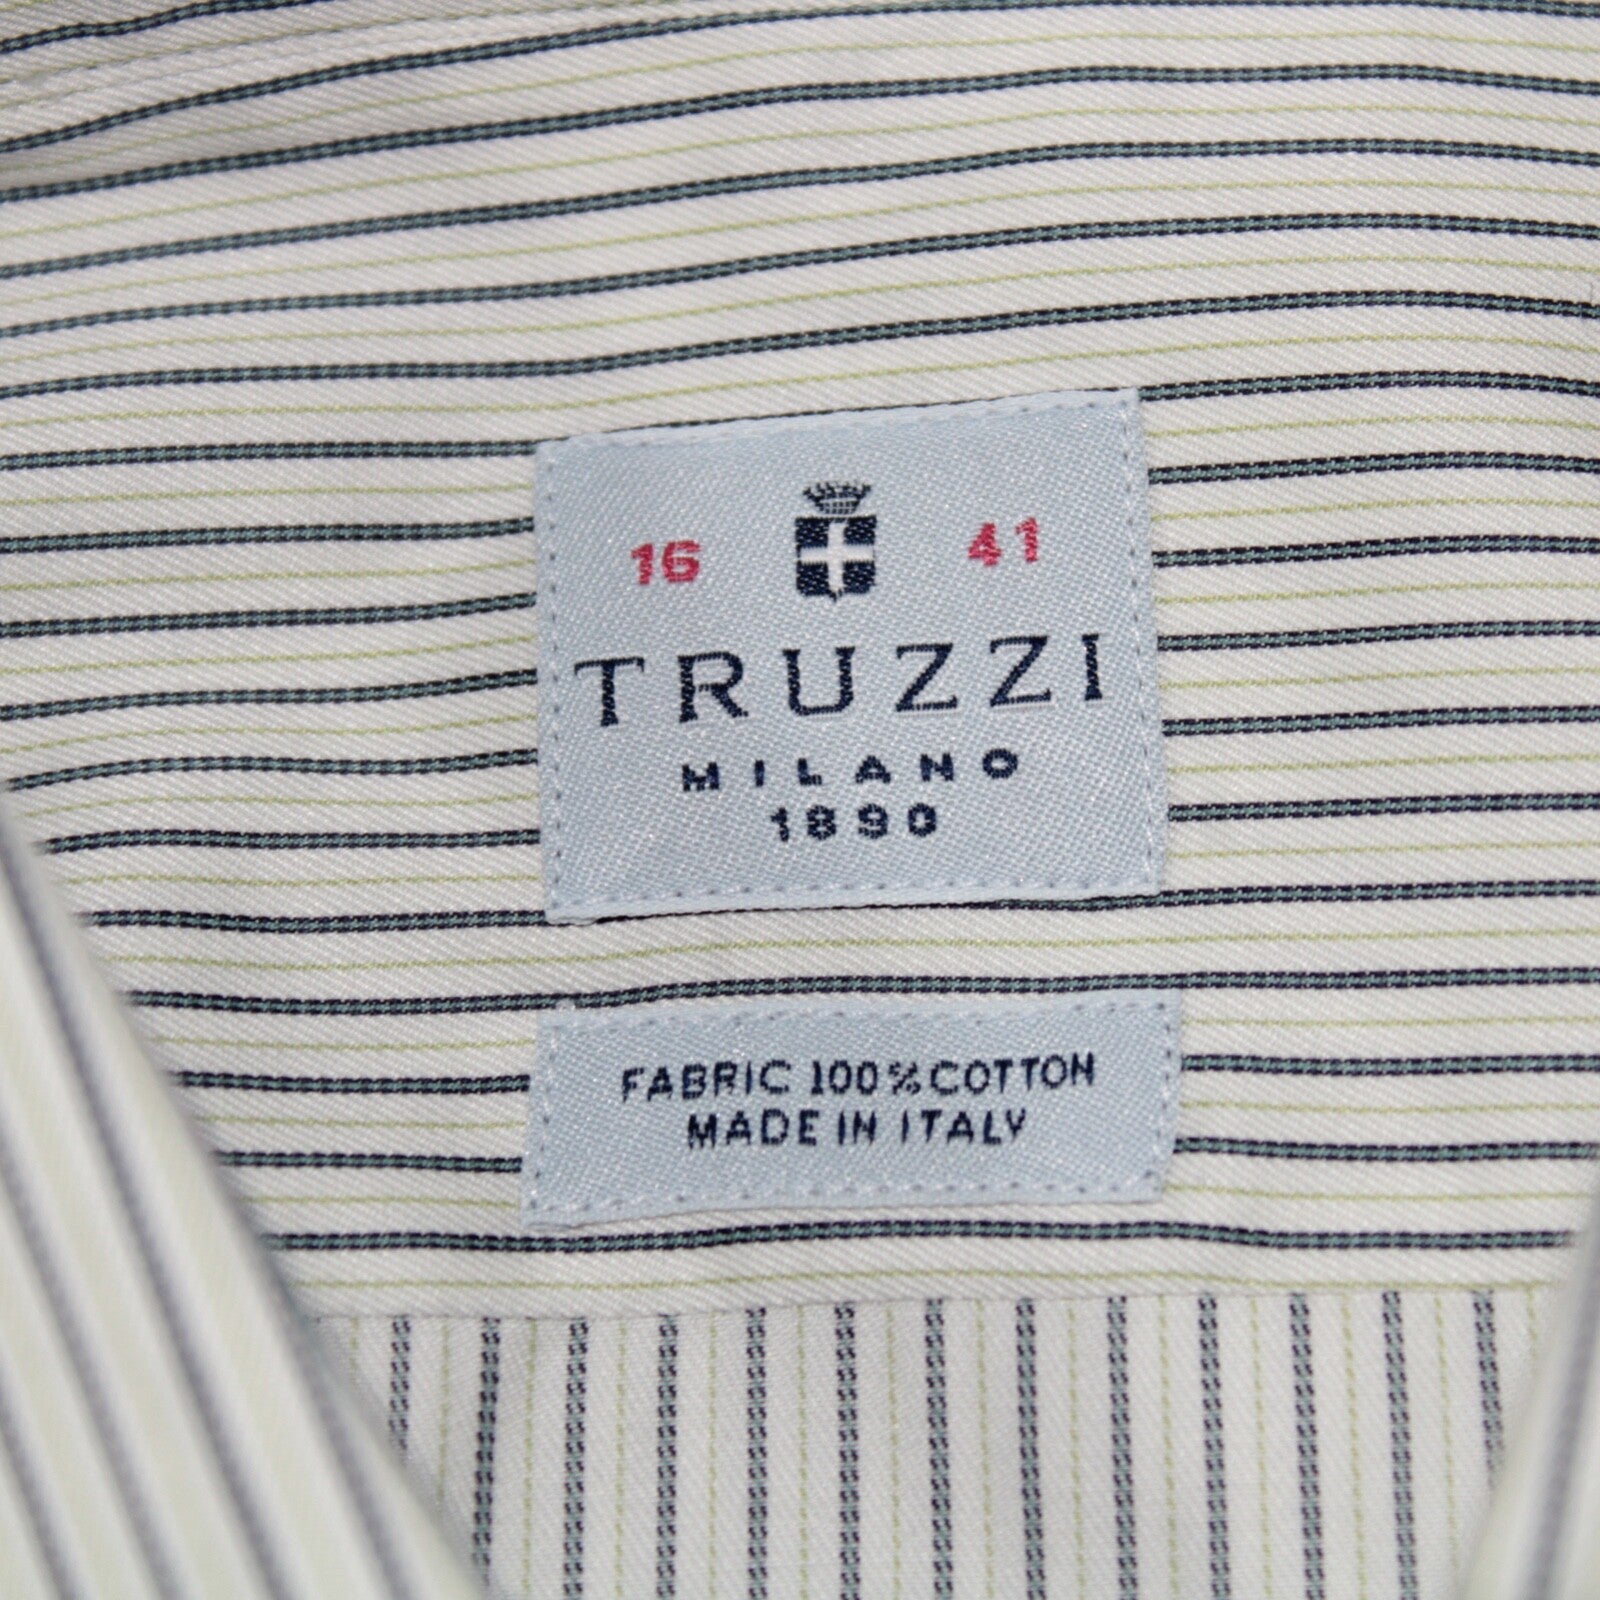 16 41
TRUZZI
MILANO
1890
FABRIC 100% COTTON
MADE IN ITALY